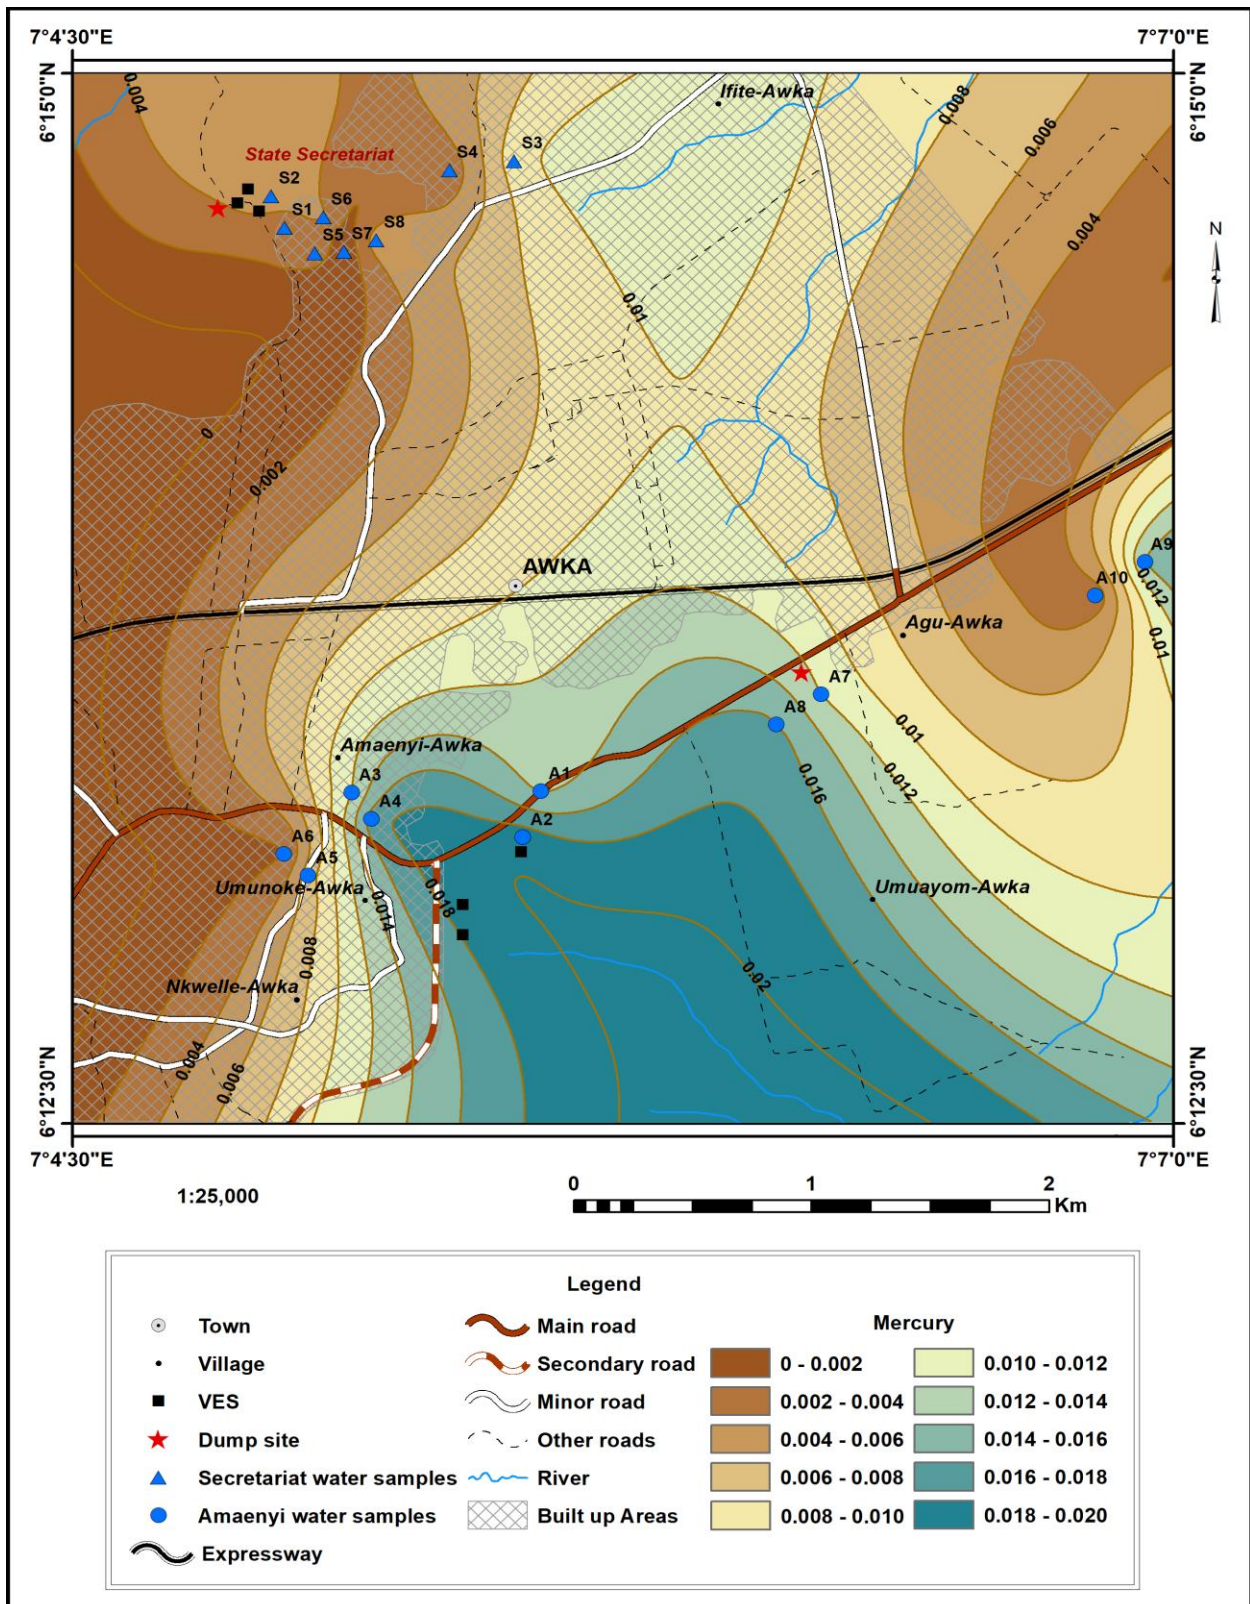 7°4'30"E
7°7'0"E
6°15'0"N
6°15'0"N
0.004
Ifite-Awka
0.008
0.006
State Secretariat
S4
S3
S2
S6
S1
S8
S5
S7
0.004
N
0.01
0
0.002
A9
AWKA
A10
0.012
Agu-Awka
0.01
A7
A8
0.01
Amaenyi-Awka
0.012
A3
A1
0.016
A4
A2
A6
A5
Umunoke-Awka
0.014
0.018
Umuayom-Awka
0.008
0.02
Nkwelle-Awka
0.004
0.006
6°12'30"N
6°12'30"N
7°4'30"E
7°7'0"E
1:25,000
0 1 2
Km
Legend
Town
Village
VES
Dump site
Secretariat water samples
Amaenyi water samples
Expressway
Main road
Secondary road
Minor road
Other roads
River
Built up Areas
Mercury
0 - 0.002
0.002 - 0.004
0.004 - 0.006
0.006 - 0.008
0.008 - 0.010
0.010 - 0.012
0.012 - 0.014
0.014 - 0.016
0.016 - 0.018
0.018 - 0.020